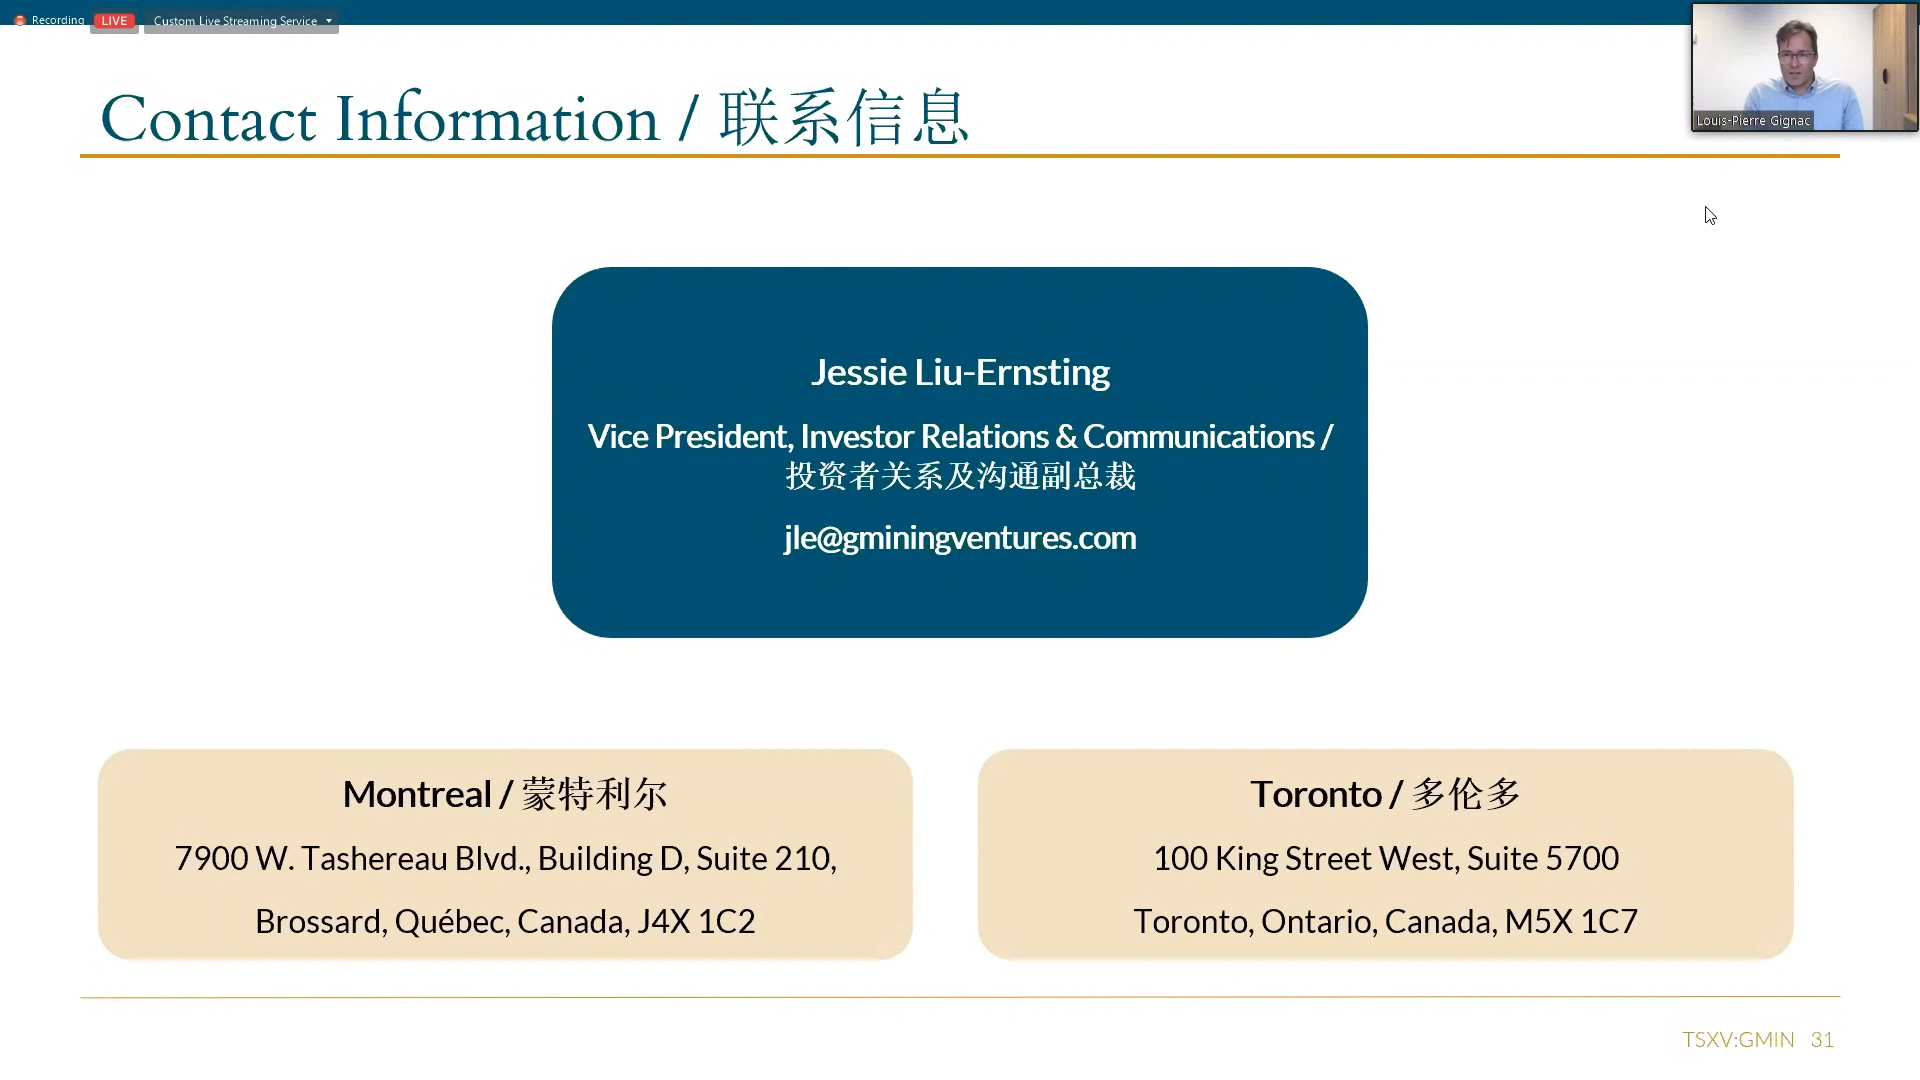 Recording LIVE Custom Live Streaming Service
Louis-Pierre Gignac
Contact Information / 联系信息
Jessie Liu-Ernsting
Vice President, Investor Relations & Communications /
投资者关系及沟通副总裁
jle@gminingventures.com
Montreal / 蒙特利尔
7900 W. Tashereau Blvd., Building D, Suite 210,
Brossard, Québec, Canada, J4X 1C2
Toronto / 多伦多
100 King Street West, Suite 5700
Toronto, Ontario, Canada, M5X 1C7
TSXV:GMIN 31